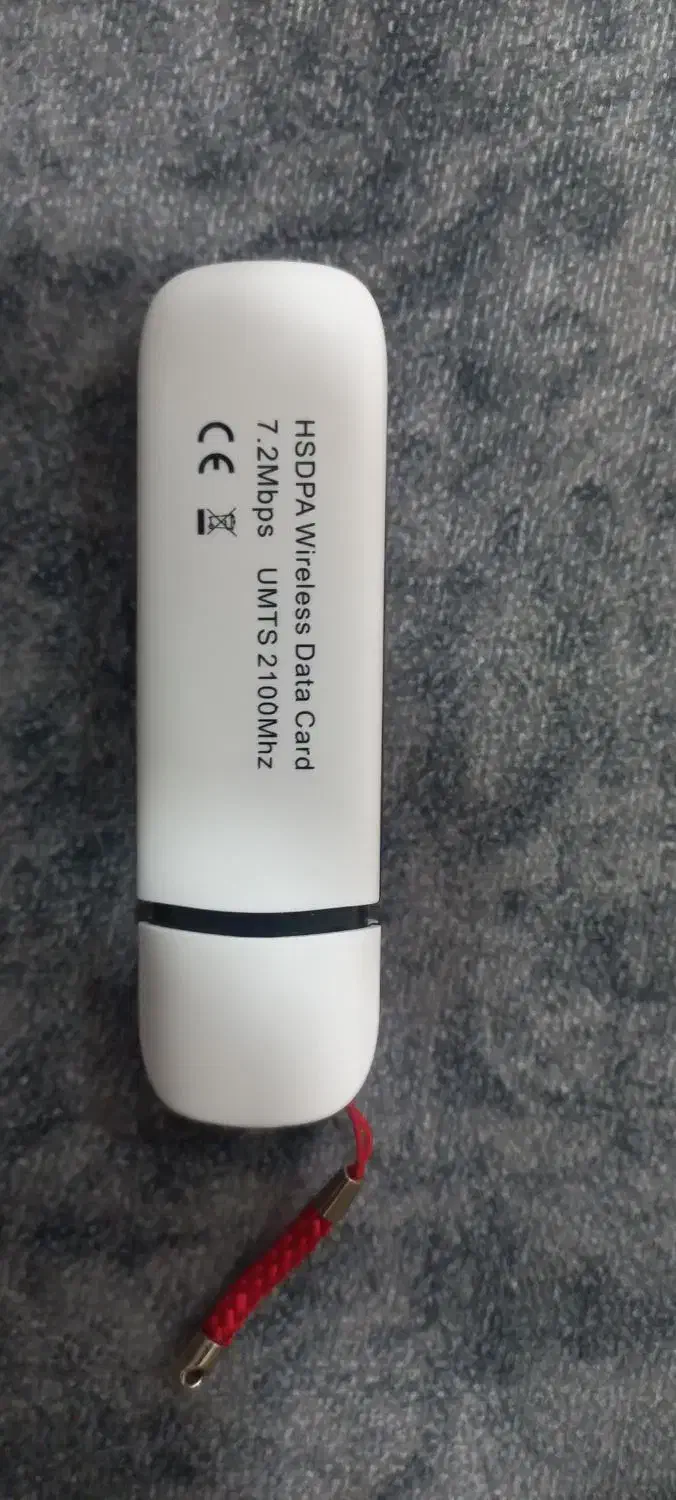 HSDPA Wireless Data Card
7.2Mbps UMTS 2100Mhz
CE